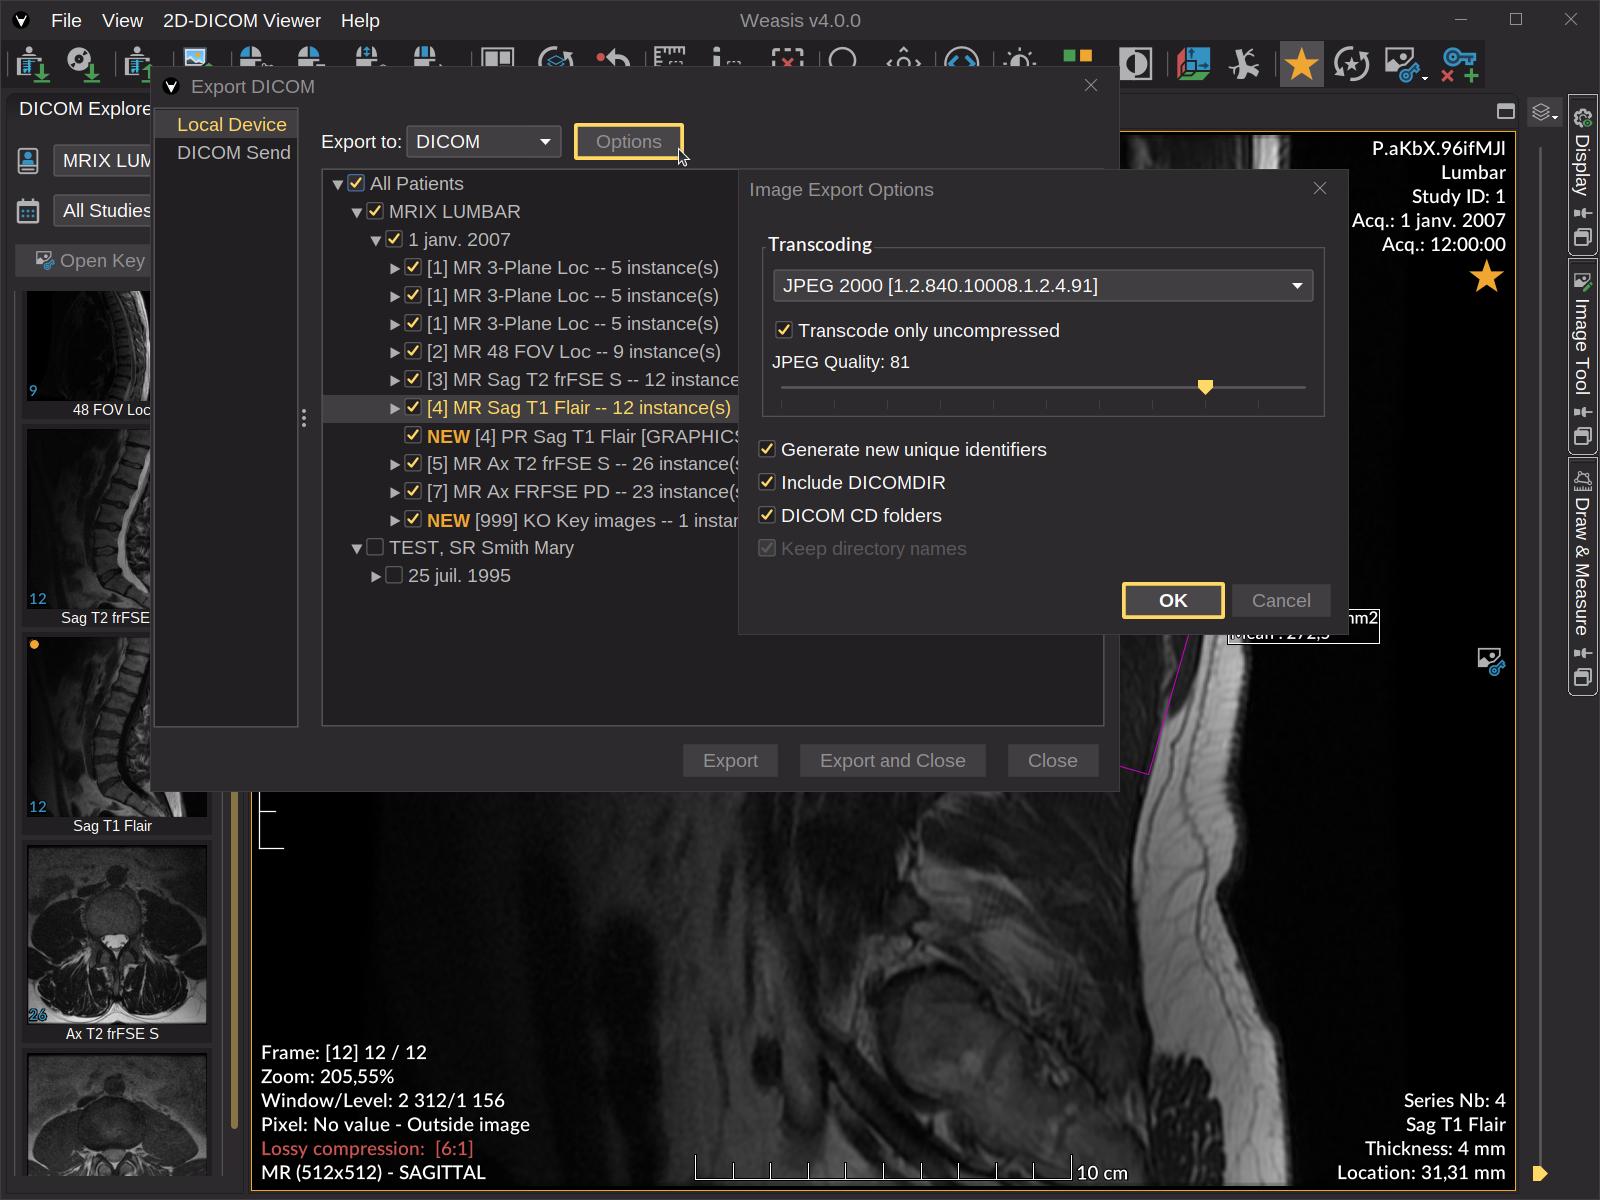 File View 2D-DICOM Viewer Help
Weasis v4.0.0
DICOM Explore
MRIX LUM
All Studies
Open Key
9
48 FOV Loc
12
Sag T2 frFSE
12
Sag T1 Flair
26
Ax T2 frFSE S
Export DICOM
Local Device
DICOM Send
Export to: DICOM Options
All Patients
MRIX LUMBAR
1 janv. 2007
[1] MR 3-Plane Loc -- 5 instance(s)
[1] MR 3-Plane Loc -- 5 instance(s)
[1] MR 3-Plane Loc -- 5 instance(s)
[2] MR 48 FOV Loc -- 9 instance(s)
[3] MR Sag T2 frFSE S -- 12 instance
[4] MR Sag T1 Flair -- 12 instance(s)
NEW [4] PR Sag T1 Flair [GRAPHICS
[5] MR Ax T2 frFSE S -- 26 instance(s
[7] MR Ax FRFSE PD -- 23 instance(s
NEW [999] KO Key images -- 1 instan
TEST, SR Smith Mary
25 juil. 1995
Export Export and Close Close
Image Export Options
Transcoding
JPEG 2000 [1.2.840.10008.1.2.4.91]
Transcode only uncompressed
JPEG Quality: 81
Generate new unique identifiers
Include DICOMDIR
DICOM CD folders
Keep directory names
OK Cancel
P.aKbX.96ifMJl
Lumbar
Study ID: 1
Acq.: 1 janv. 2007
Acq.: 12:00:00
mm2
Frame: [12] 12 / 12
Zoom: 205,55%
Window/Level: 2 312/1 156
Pixel: No value - Outside image
Lossy compression: [6:1]
MR (512x512) - SAGITTAL
10 cm
Series Nb: 4
Sag T1 Flair
Thickness: 4 mm
Location: 31,31 mm
Display
Image Tool
Draw & Measure